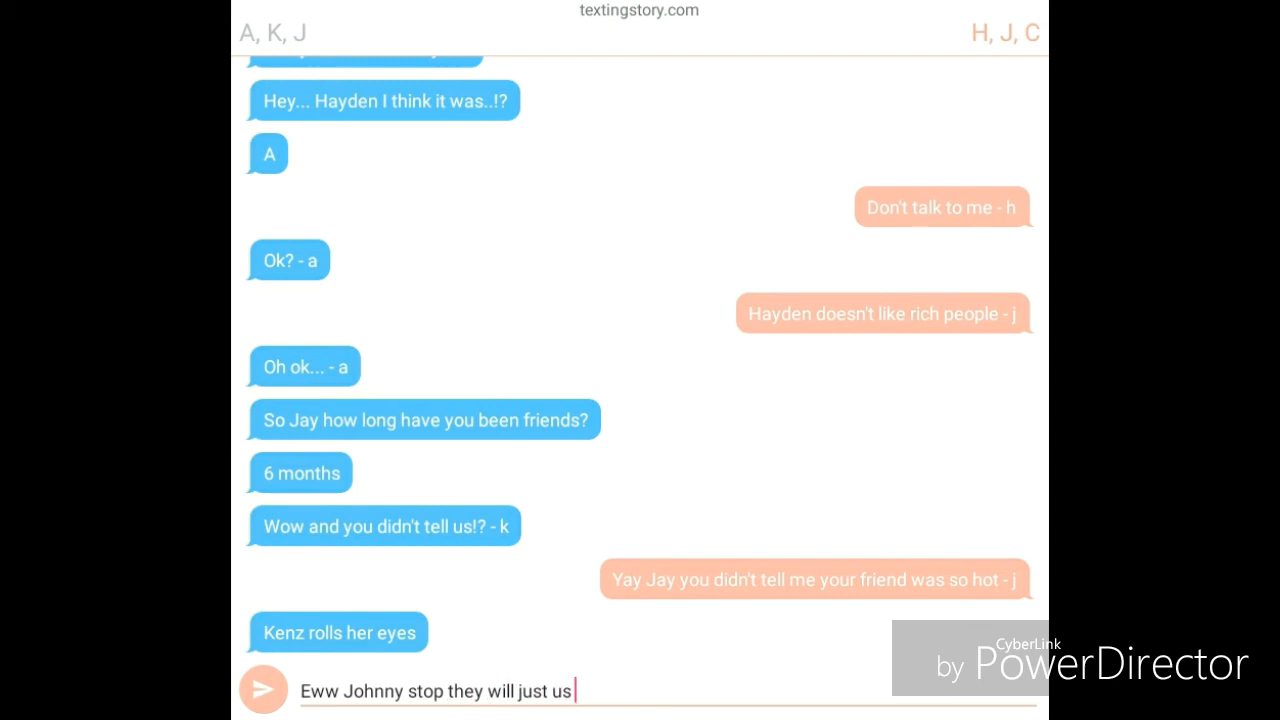 textingstory.com
A, K, J
H, J, C
Hey... Hayden I think it was..!?
A
Don't talk to me - h
Ok? - a
Hayden doesn't like rich people - j
Oh ok... - a
So Jay how long have you been friends?
6 months
Wow and you didn't tell us!? - k
Yay Jay you didn't tell me your friend was so hot - j
Kenz rolls her eyes
Eww Johnny stop they will just us
CyberLink
by PowerDirector